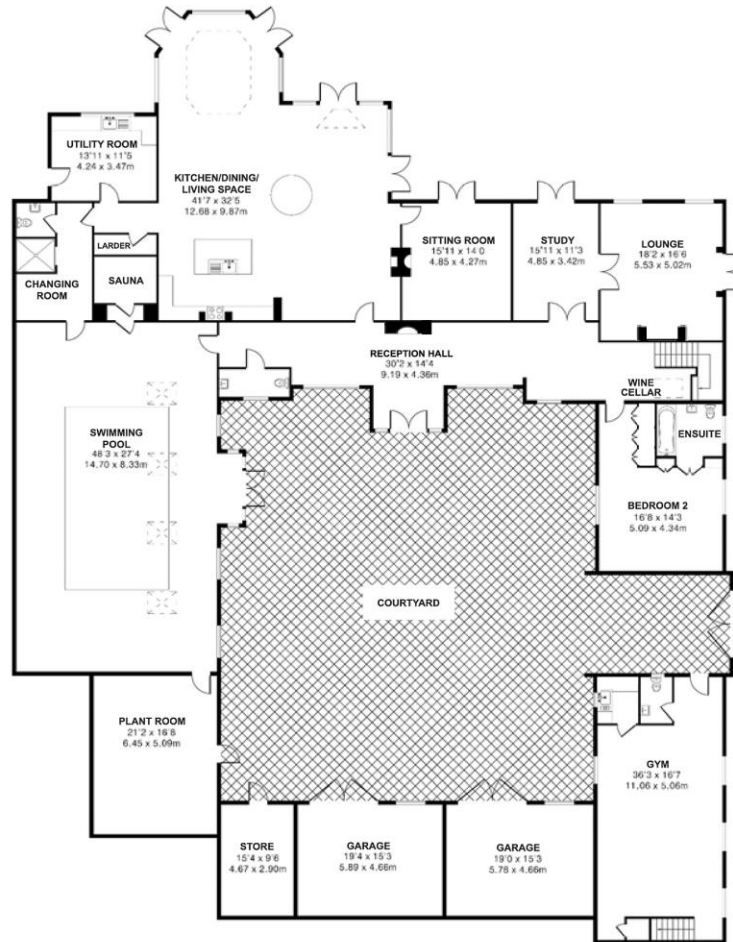 UTILITY ROOM
13'11 x 11'5
4.24 x 3.47m
KITCHEN/DINING/
LIVING SPACE
41'7 x 32'5
12.68 x 9.87m
LARDER
SAUNA
CHANGING
ROOM
SITTING ROOM
15'11 x 14'0
4.85 x 4.27m
STUDY
15'11 x 11'3
4.85 x 3.42m
LOUNGE
18'2 x 16'6
5.53 x 5.02m
RECEPTION HALL
30'2 x 14'4
9.19 x 4.36m
WINE
CELLAR
ENSUITE
SWIMMING
POOL
48'3 x 27'4
14.70 x 8.33m
BEDROOM 2
16'8 x 14'3
5.09 x 4.34m
COURTYARD
PLANT ROOM
21'2 x 16'8
6.45 x 5.09m
GYM
36'3 x 16'7
11.06 x 5.06m
STORE
15'4 x 9'6
4.67 x 2.90m
GARAGE
19'4 x 15'3
5.89 x 4.66m
GARAGE
19'0 x 15'3
5.78 x 4.66m